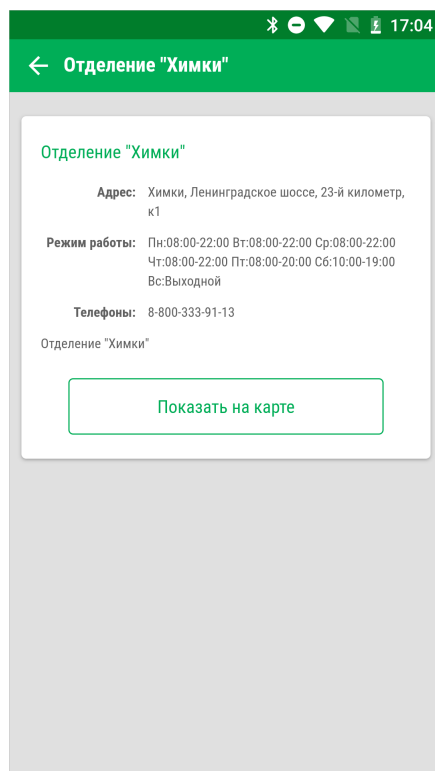 17:04
Отделение "Химки"
Отделение "Химки"
Адрес: Химки, Ленинградское шоссе, 23-й километр,
к1
Режим работы: Пн:08:00-22:00 Вт:08:00-22:00 Ср:08:00-22:00
Чт:08:00-22:00 Пт:08:00-20:00 Сб:10:00-19:00
Вс:Выходной
Телефоны: 8-800-333-91-13
Отделение "Химки"
Показать на карте